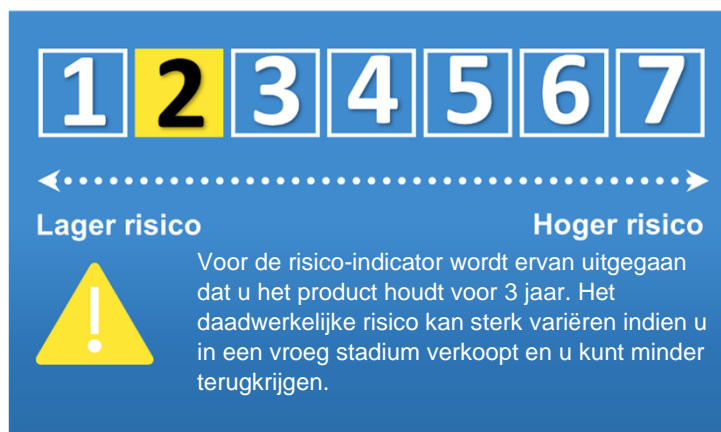 1 2 3 4 5 6 7
Lager risico Hoger risico
!
Voor de risico-indicator wordt ervan uitgegaan
dat u het product houdt voor 3 jaar. Het
daadwerkelijke risico kan sterk variëren indien u
in een vroeg stadium verkoopt en u kunt minder
terugkrijgen.